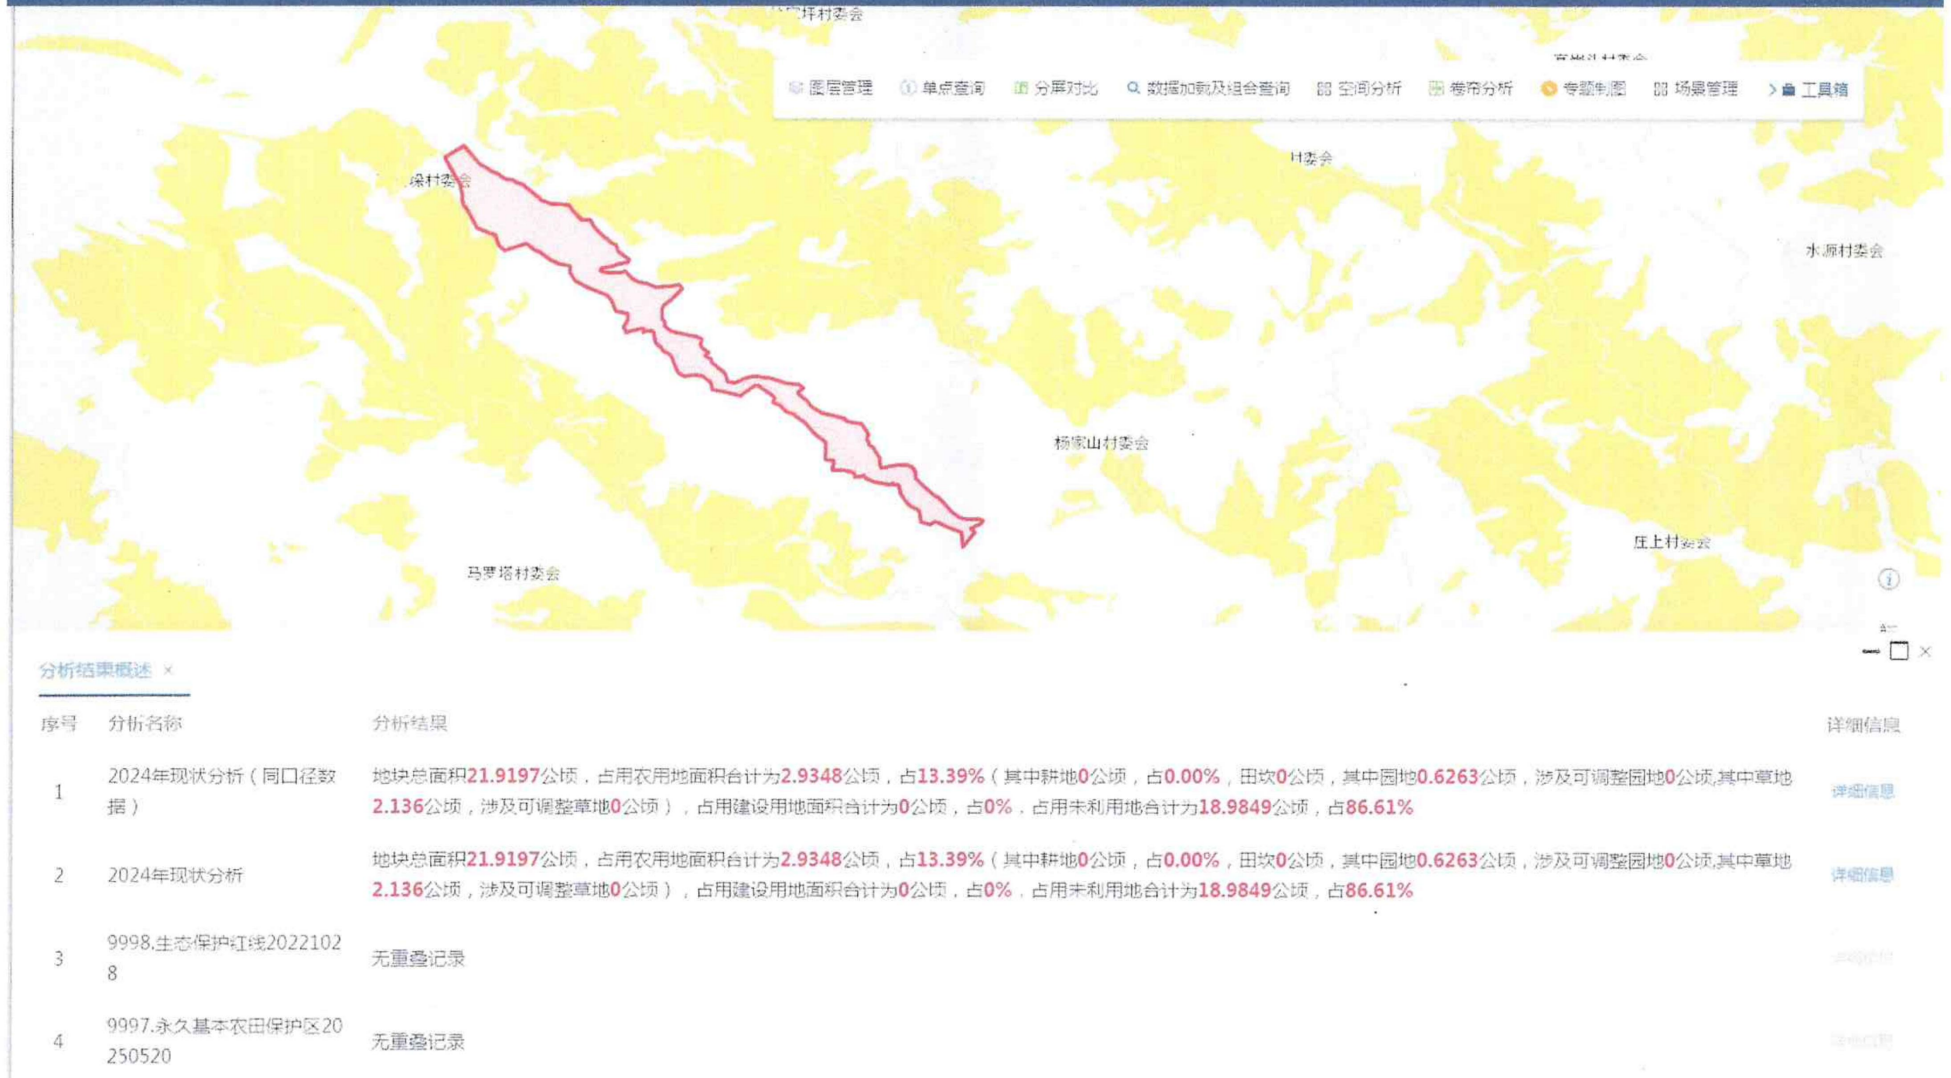 坪村委会
图层管理 单点查询 分屏对比 数据加载及组合查询 空间分析 卷帘分析 专题制图 场景管理 工具箱
村委会
垛村委会
水源村委会
杨家山村委会
庄上村委会
马罗塔村委会
分析结果概述 ×
序号 分析名称 分析结果 详细信息
1 2024年现状分析（同口径数据） 地块总面积21.9197公顷，占用农用地面积合计为2.9348公顷，占13.39%（其中耕地0公顷，占0.00%，田坎0公顷，其中园地0.6263公顷，涉及可调整园地0公顷,其中草地
2.136公顷，涉及可调整草地0公顷），占用建设用地面积合计为0公顷，占0%，占用未利用地合计为18.9849公顷，占86.61% 详细信息
2 2024年现状分析 地块总面积21.9197公顷，占用农用地面积合计为2.9348公顷，占13.39%（其中耕地0公顷，占0.00%，田坎0公顷，其中园地0.6263公顷，涉及可调整园地0公顷,其中草地
2.136公顷，涉及可调整草地0公顷），占用建设用地面积合计为0公顷，占0%，占用未利用地合计为18.9849公顷，占86.61% 详细信息
3 9998.生态保护红线20221028 无重叠记录
4 9997.永久基本农田保护区20250520 无重叠记录